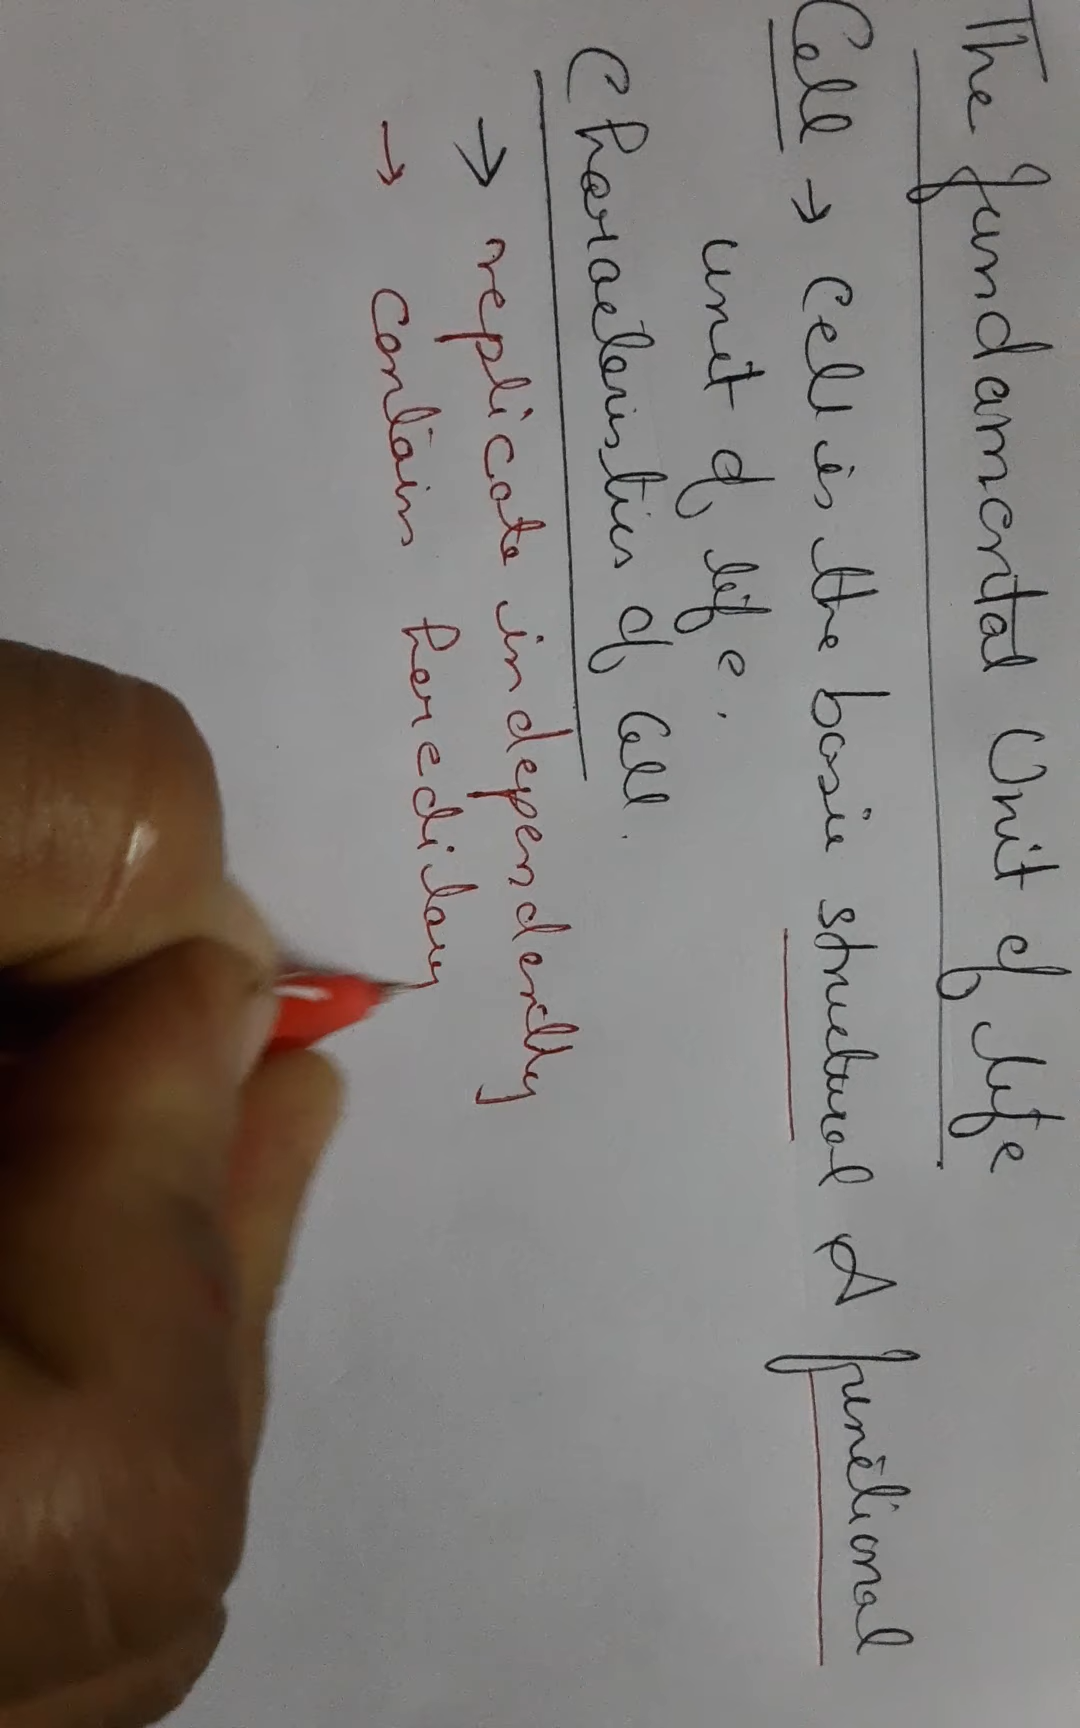 The fundamental Unit of life
Cell → Cell is the basic structural & functional
unit of life.
Characteristics of Cell.
→ replicate independently
→ Contain hereditary